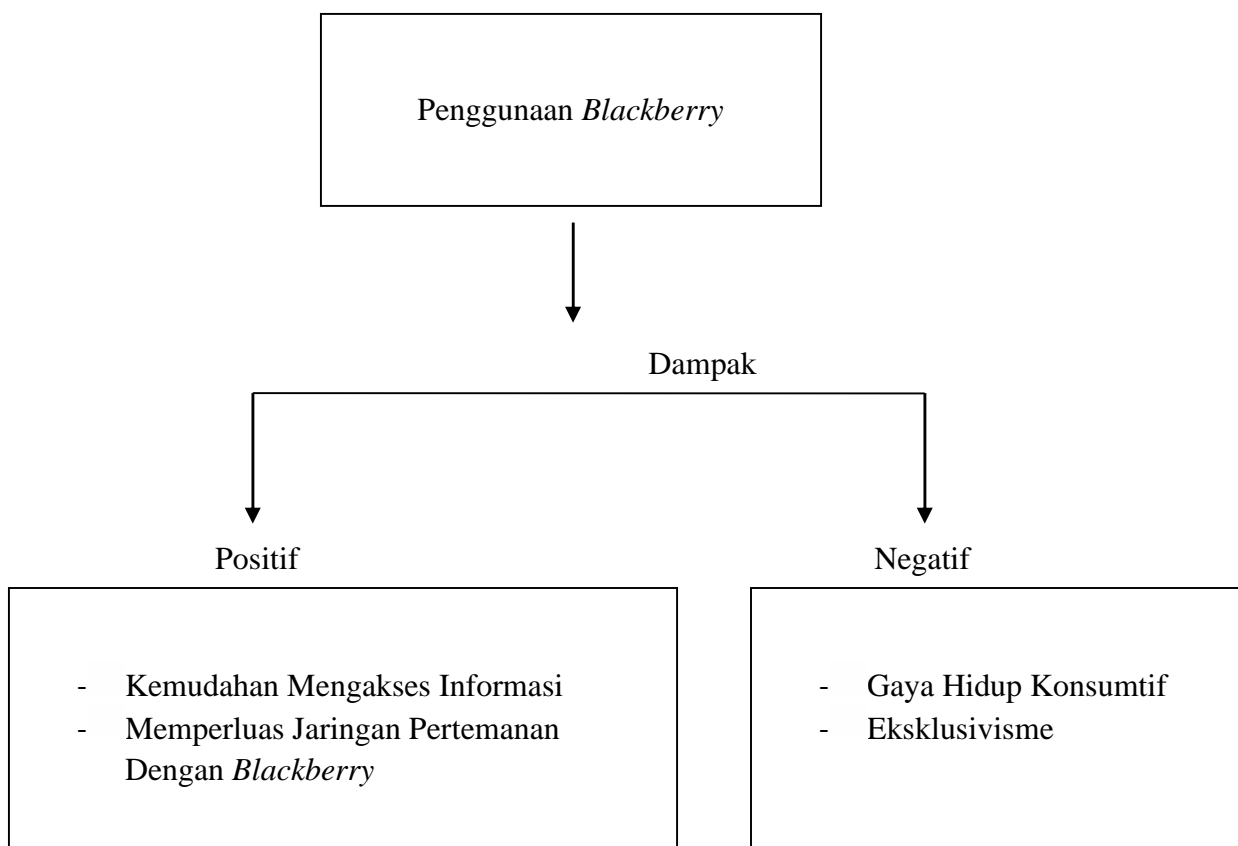 Penggunaan Blackberry
Dampak
Positif
Negatif
- Kemudahan Mengakses Informasi
- Memperluas Jaringan Pertemanan
Dengan Blackberry
- Gaya Hidup Konsumtif
- Eksklusivisme